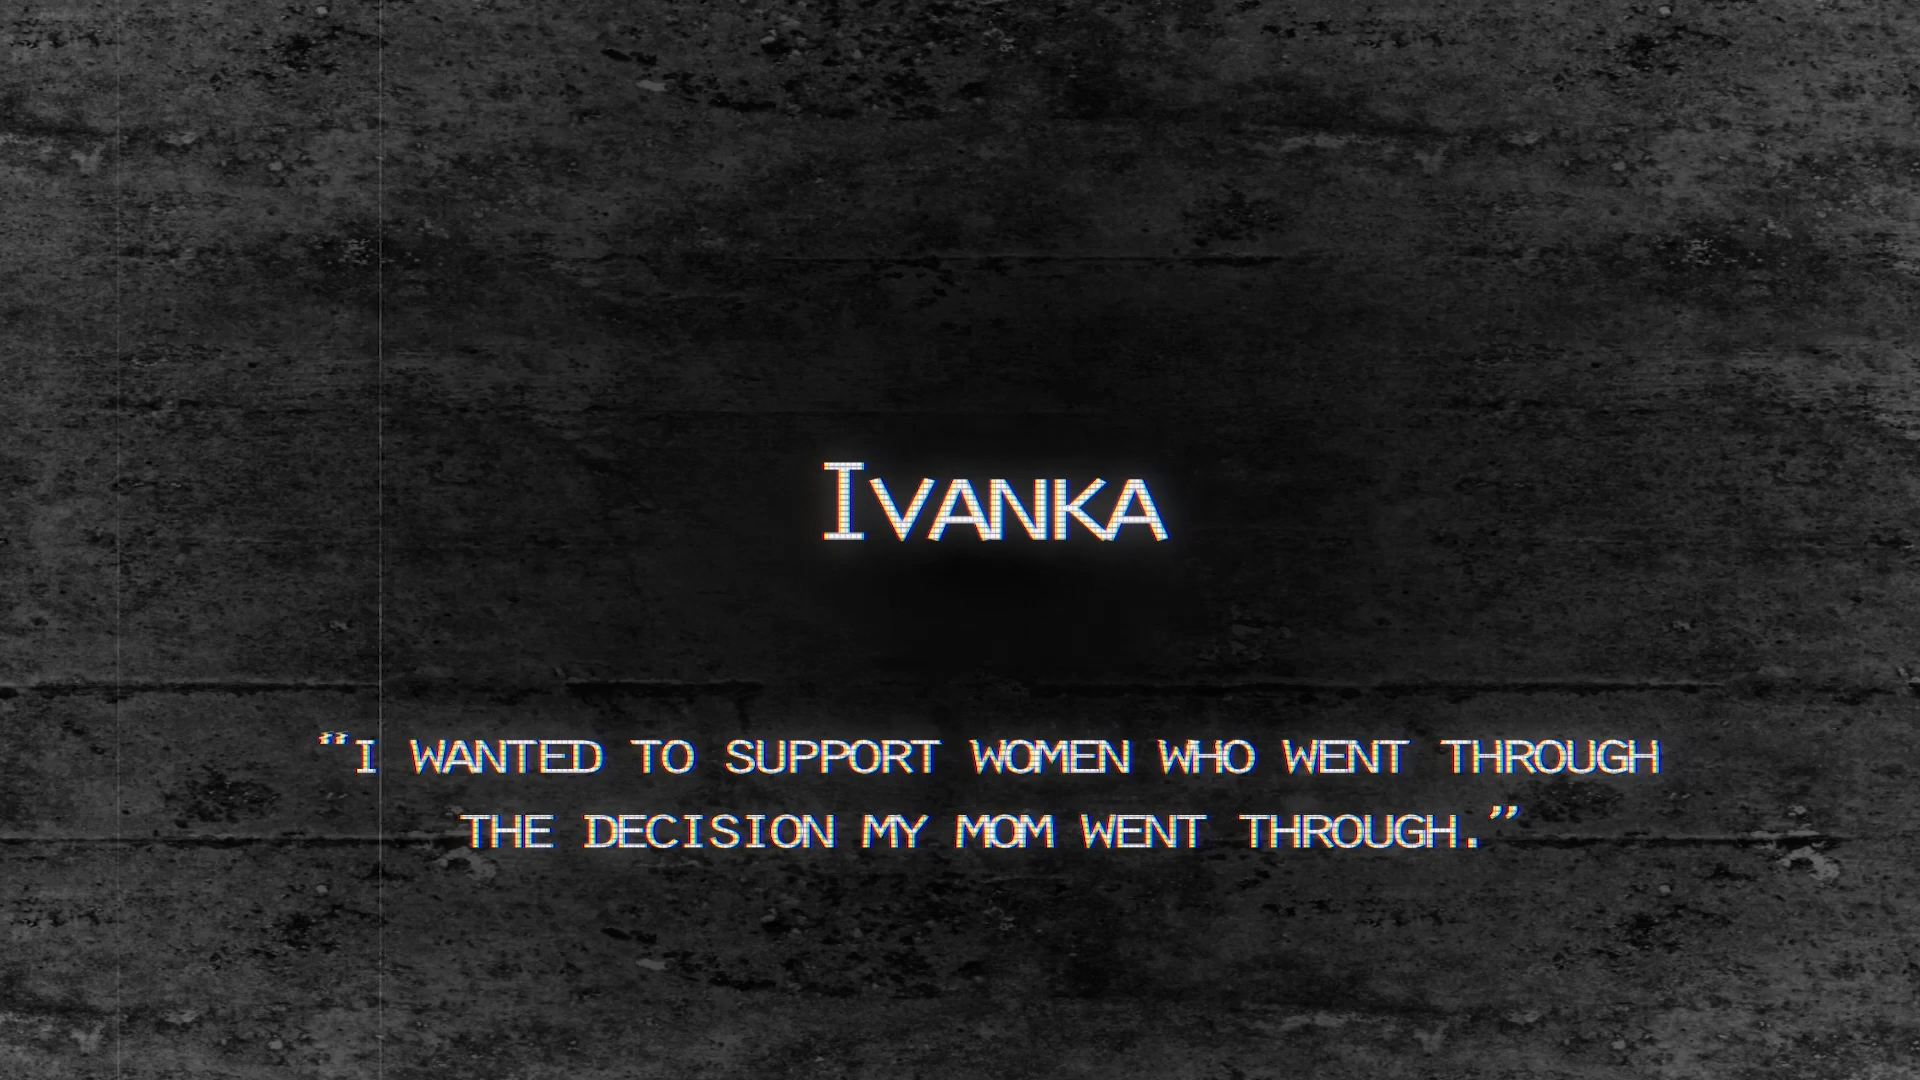 Ivanka
“I WANTED TO SUPPORT WOMEN WHO WENT THROUGH
THE DECISION MY MOM WENT THROUGH.”